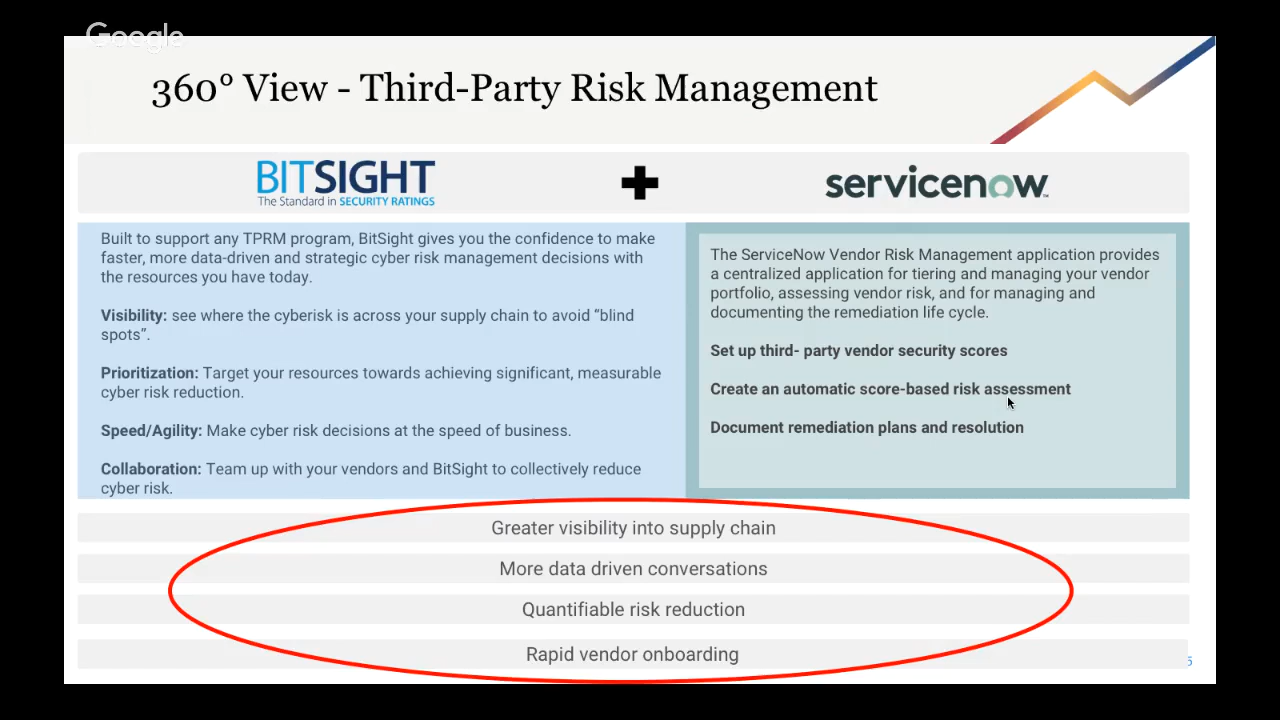 Google
360° View - Third-Party Risk Management
BITSIGHT
The Standard in SECURITY RATINGS
servicenow
Built to support any TPRM program, BitSight gives you the confidence to make
faster, more data-driven and strategic cyber risk management decisions with
the resources you have today.
Visibility: see where the cyberisk is across your supply chain to avoid “blind
spots”.
Prioritization: Target your resources towards achieving significant, measurable
cyber risk reduction.
Speed/Agility: Make cyber risk decisions at the speed of business.
Collaboration: Team up with your vendors and BitSight to collectively reduce
cyber risk.
The ServiceNow Vendor Risk Management application provides
a centralized application for tiering and managing your vendor
portfolio, assessing vendor risk, and for managing and
documenting the remediation life cycle.
Set up third- party vendor security scores
Create an automatic score-based risk assessment
Document remediation plans and resolution
Greater visibility into supply chain
More data driven conversations
Quantifiable risk reduction
Rapid vendor onboarding